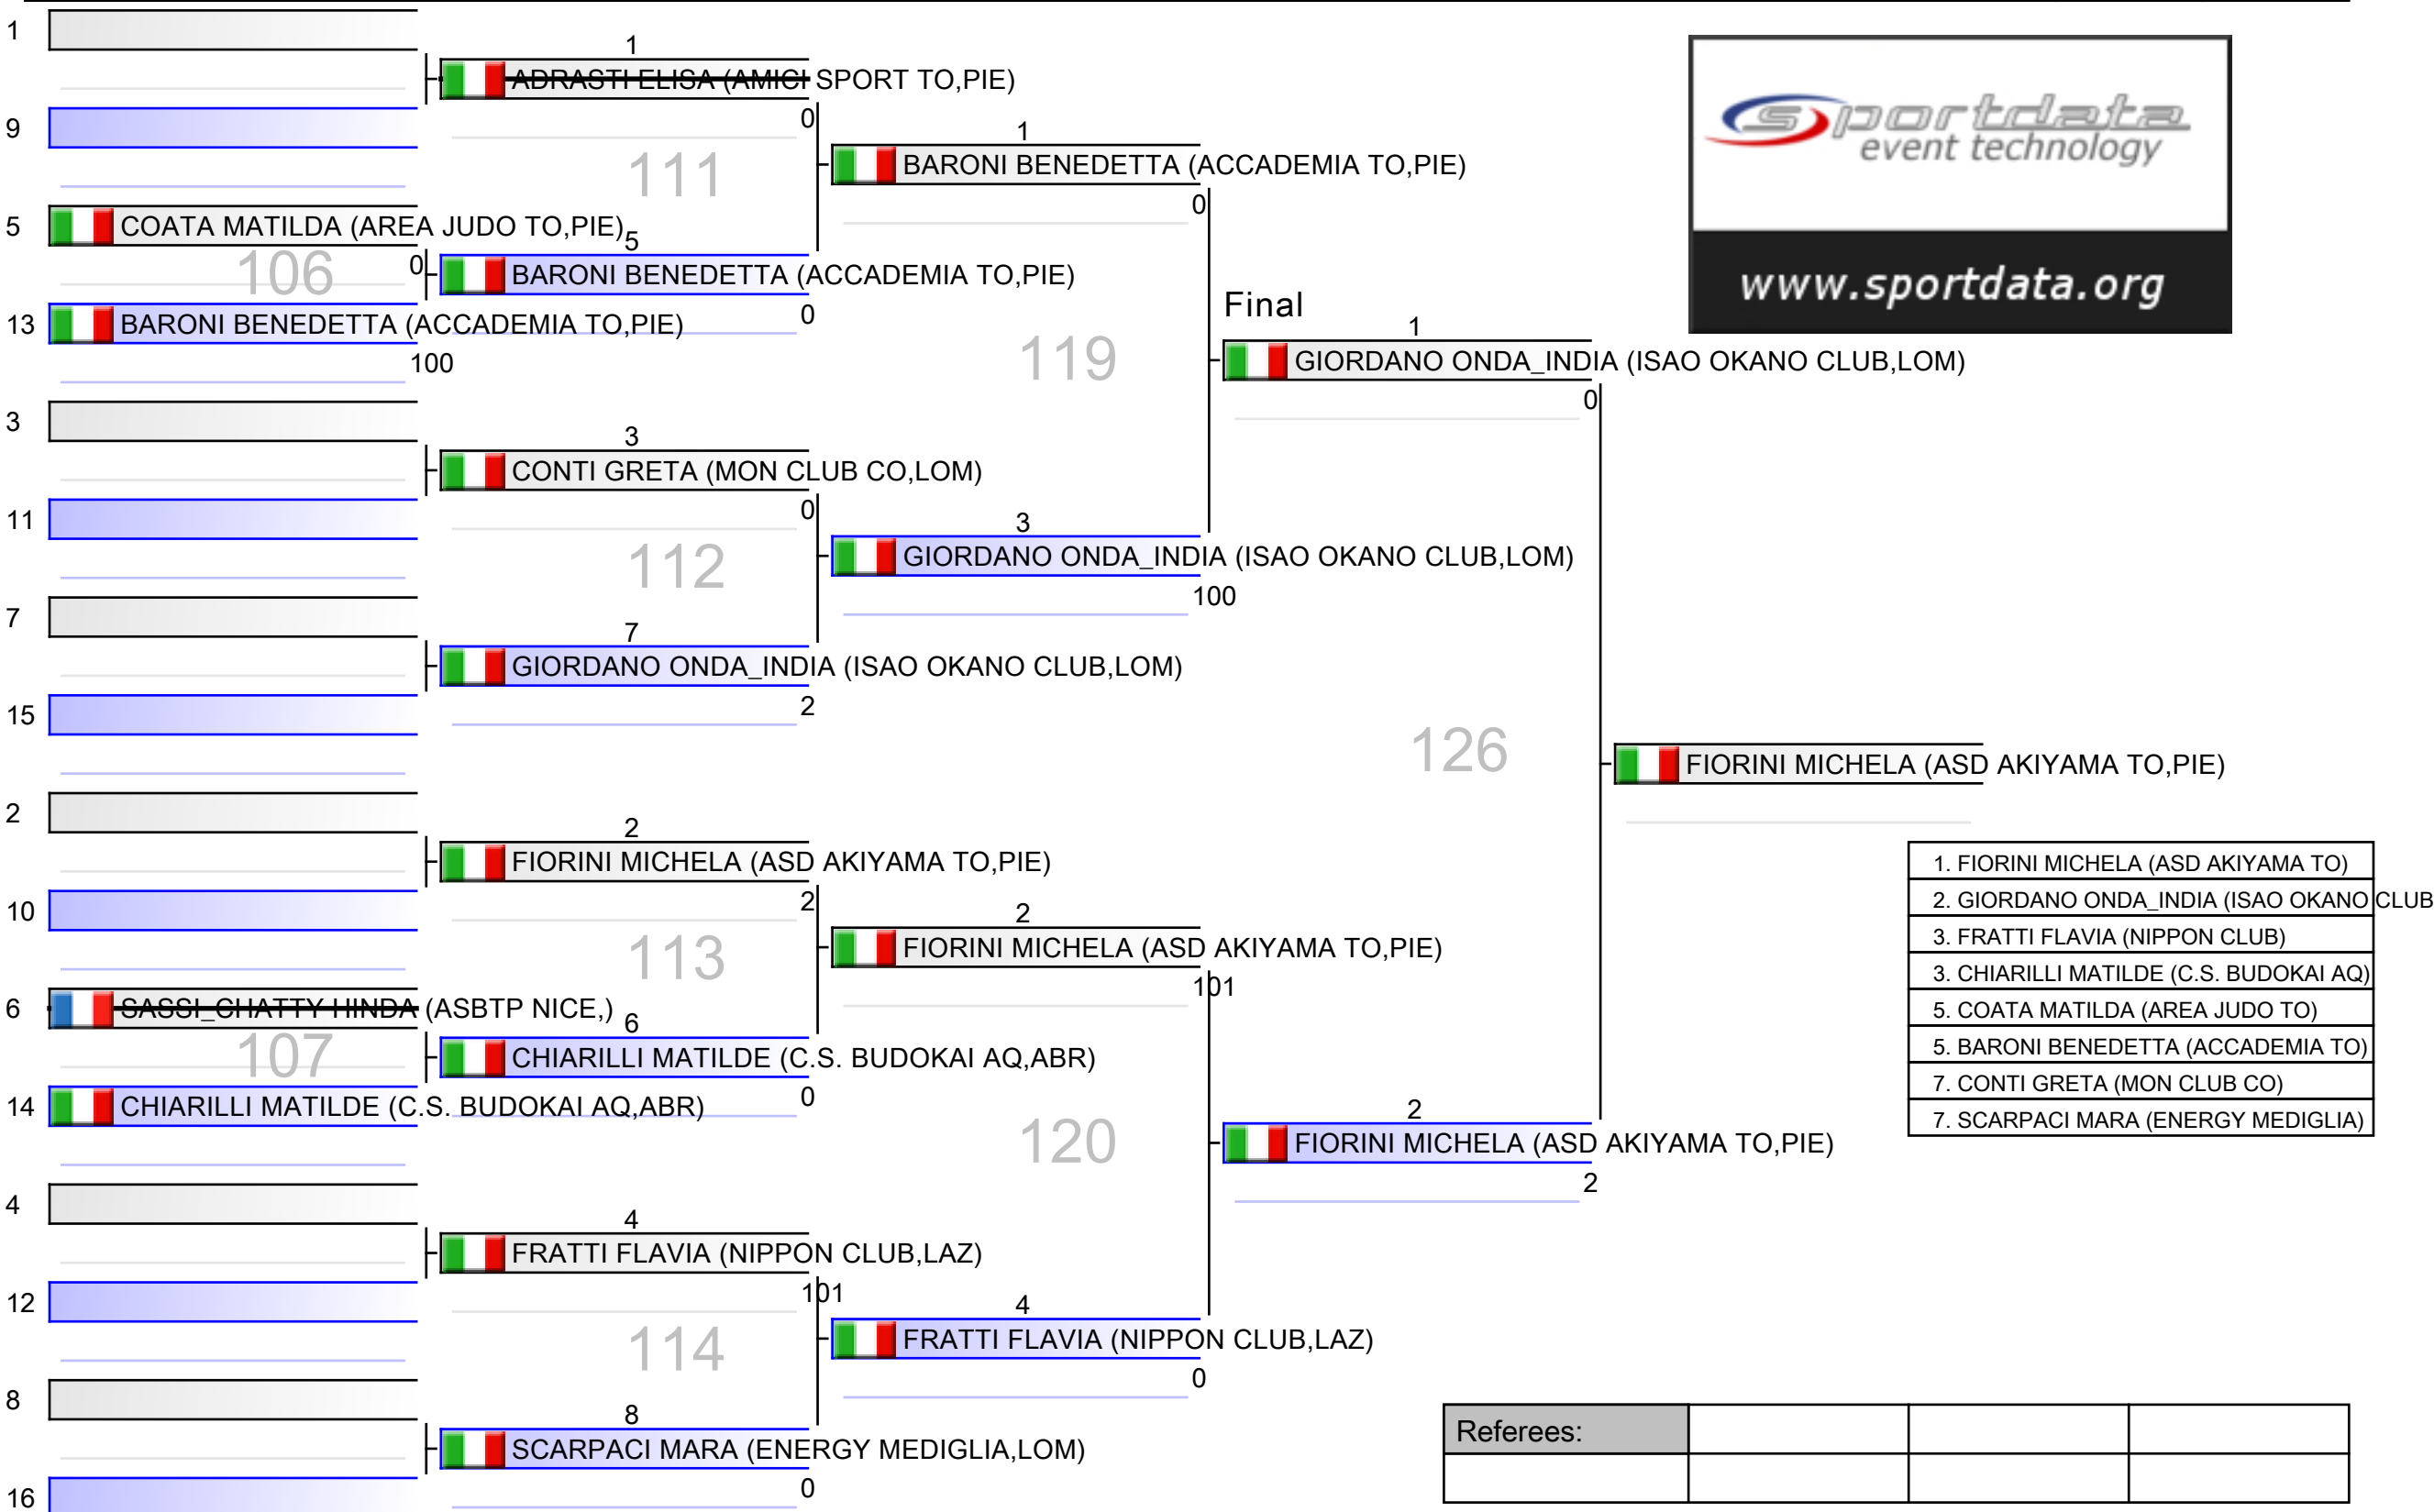 1
1
ADRASTI ELISA (AMICI SPORT TO,PIE)
0
9
1
BARONI BENEDETTA (ACCADEMIA TO,PIE)
0
111
5
COATA MATILDA (AREA JUDO TO,PIE)
0
106
5
BARONI BENEDETTA (ACCADEMIA TO,PIE)
0
13
BARONI BENEDETTA (ACCADEMIA TO,PIE)
100
sportdata
event technology
www.sportdata.org
Final
1
GIORDANO ONDA_INDIA (ISAO OKANO CLUB,LOM)
0
119
3
3
CONTI GRETA (MON CLUB CO,LOM)
0
11
3
GIORDANO ONDA_INDIA (ISAO OKANO CLUB,LOM)
100
112
7
7
GIORDANO ONDA_INDIA (ISAO OKANO CLUB,LOM)
2
15
126
FIORINI MICHELA (ASD AKIYAMA TO,PIE)
2
2
FIORINI MICHELA (ASD AKIYAMA TO,PIE)
2
10
2
FIORINI MICHELA (ASD AKIYAMA TO,PIE)
101
113
6
SASSI_CHATTY HINDA (ASBTP NICE,)
107
6
CHIARILLI MATILDE (C.S. BUDOKAI AQ,ABR)
0
14
CHIARILLI MATILDE (C.S. BUDOKAI AQ,ABR)
120
2
FIORINI MICHELA (ASD AKIYAMA TO,PIE)
2
1. FIORINI MICHELA (ASD AKIYAMA TO)
2. GIORDANO ONDA_INDIA (ISAO OKANO CLUB
3. FRATTI FLAVIA (NIPPON CLUB)
3. CHIARILLI MATILDE (C.S. BUDOKAI AQ)
5. COATA MATILDA (AREA JUDO TO)
5. BARONI BENEDETTA (ACCADEMIA TO)
7. CONTI GRETA (MON CLUB CO)
7. SCARPACI MARA (ENERGY MEDIGLIA)
4
4
FRATTI FLAVIA (NIPPON CLUB,LAZ)
101
12
4
FRATTI FLAVIA (NIPPON CLUB,LAZ)
0
114
8
8
SCARPACI MARA (ENERGY MEDIGLIA,LOM)
0
16
Referees: